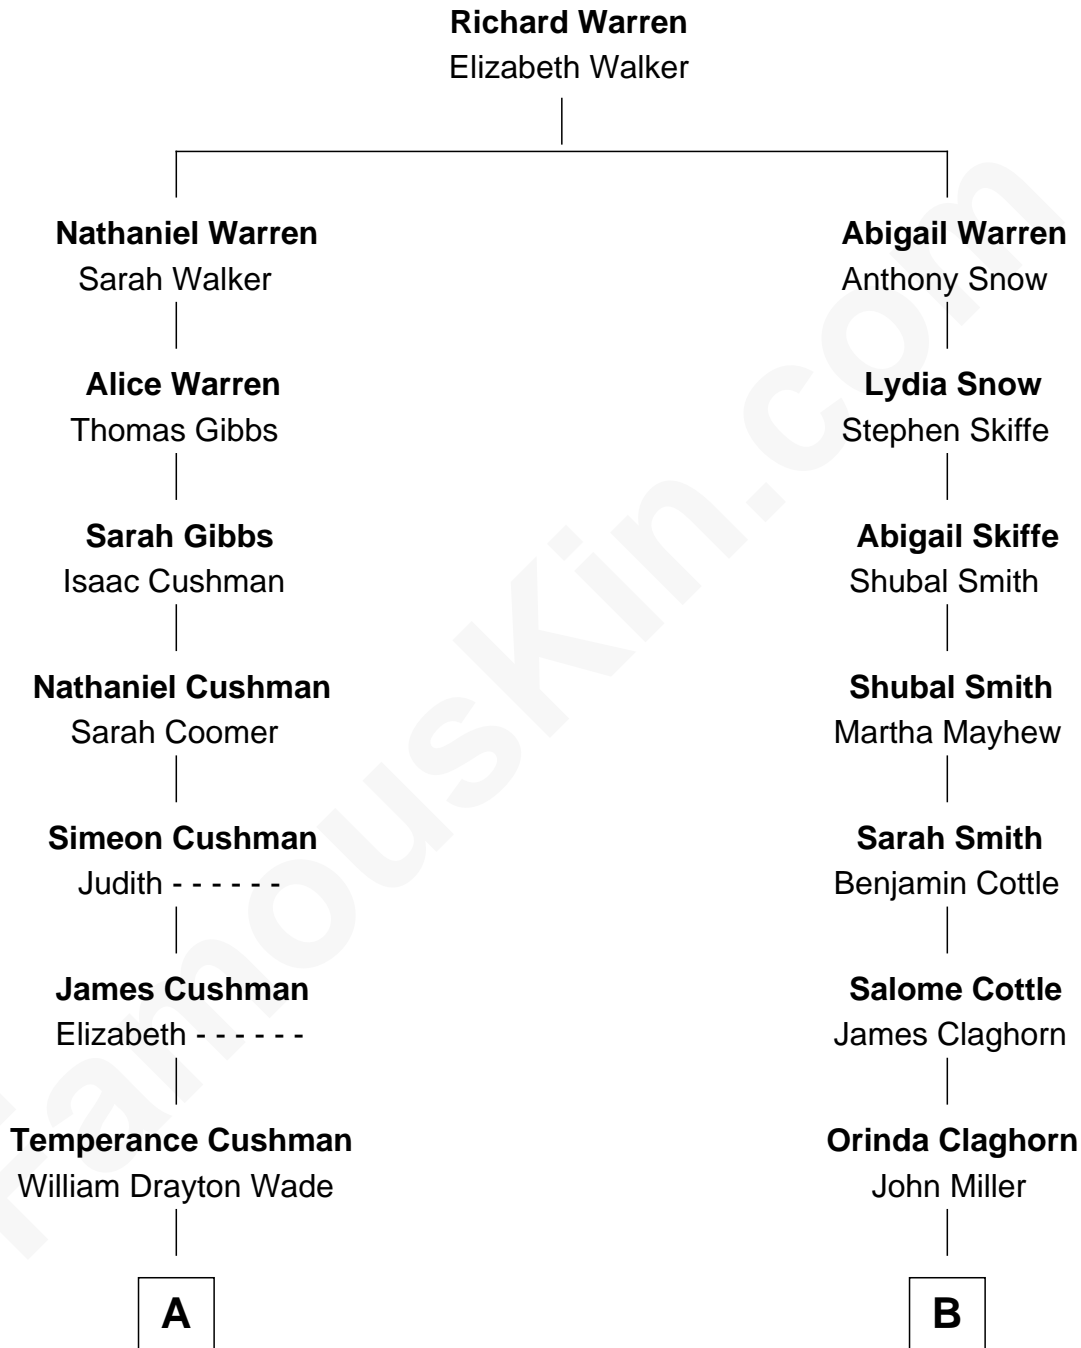 Richard Warren
Elizabeth Walker
Nathaniel Warren
Sarah Walker
Abigail Warren
Anthony Snow
Alice Warren
Thomas Gibbs
Lydia Snow
Stephen Skiffe
Sarah Gibbs
Isaac Cushman
Abigail Skiffe
Shubal Smith
Nathaniel Cushman
Sarah Coomer
Shubal Smith
Martha Mayhew
Simeon Cushman
Judith - - - - - -
Sarah Smith
Benjamin Cottle
James Cushman
Elizabeth - - - - - -
Salome Cottle
James Claghorn
Temperance Cushman
William Drayton Wade
Orinda Claghorn
John Miller
A
B
FamousKin.com